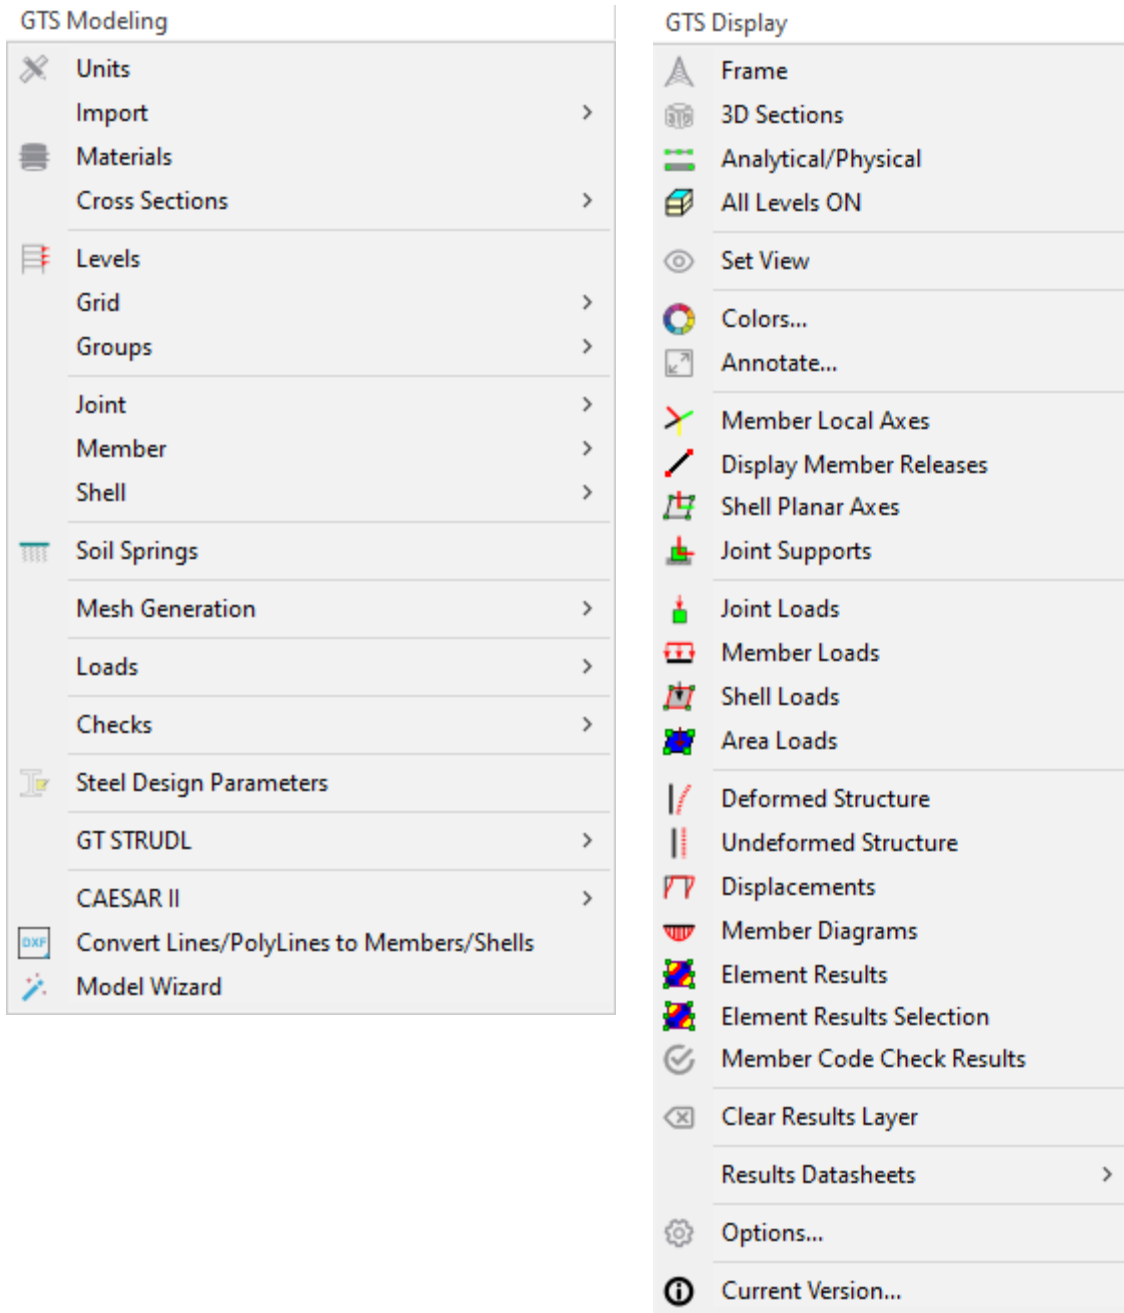 GTS Modeling
Units
Import
Materials
Cross Sections
Levels
Grid
Groups
Joint
Member
Shell
Soil Springs
Mesh Generation
Loads
Checks
Steel Design Parameters
GT STRUDL
CAESAR II
DXF
Convert Lines/PolyLines to Members/Shells
Model Wizard
GTS Display
Frame
3D Sections
Analytical/Physical
All Levels ON
Set View
Colors...
Annotate...
Member Local Axes
Display Member Releases
Shell Planar Axes
Joint Supports
Joint Loads
Member Loads
Shell Loads
Area Loads
Deformed Structure
Undeformed Structure
Displacements
Member Diagrams
Element Results
Element Results Selection
Member Code Check Results
Clear Results Layer
Results Datasheets
Options...
Current Version...